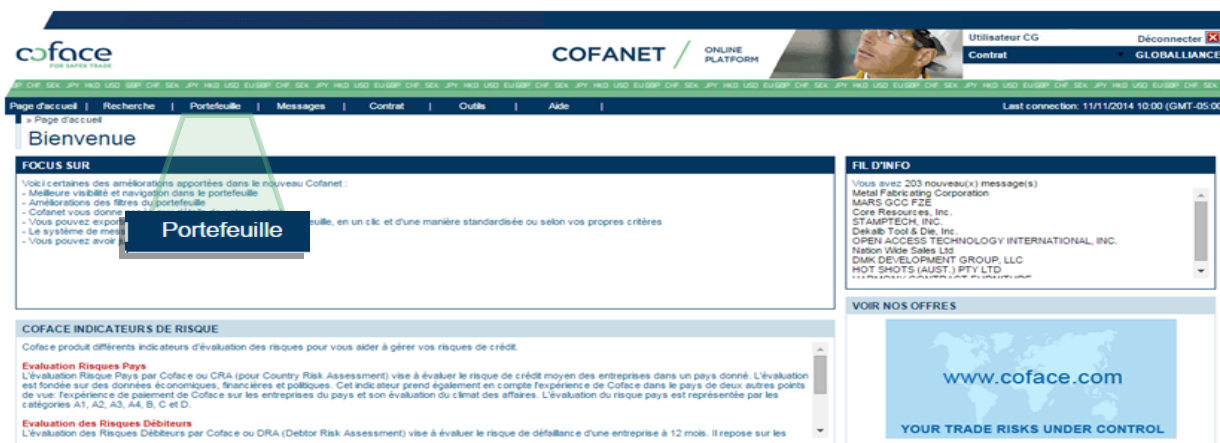 coface
FOR SAFER TRADE
COFANET / ONLINE PLATFORM
Utilisateur CG
Déconnecter
Contrat
GLOBALLIANCE
GBP CHF SEK JPY HKD USD EUR
Page d'accueil | Recherche | Portefeuille | Messages | Contrat | Outils | Aide |
Last connection: 11/11/2014 10:00 (GMT-05:00
» Page d'accueil
Bienvenue
FOCUS SUR
Voici certaines des améliorations apportées dans le nouveau Cofanet :
- Meilleure visibilité et navigation dans le portefeuille
- Améliorations des filtres du portefeuille
- Cofanet vous donne
- Vous pouvez expor
euille, en un clic et d'une manière standardisée ou selon vos propres critères
- Le système de mess
- Vous pouvez avoir
Portefeuille
FIL D'INFO
Vous avez 203 nouveau(x) message(s)
Metal Fabricating Corporation
MARS GCC FZE
Core Resources, Inc.
STAMPTECH, INC.
Dekalb Tool & Die, Inc.
OPEN ACCESS TECHNOLOGY INTERNATIONAL, INC.
Nation Wide Sales Ltd
DMK DEVELOPMENT GROUP, LLC
HOT SHOTS (AUST.) PTY LTD
HARMONY CONTRACT FURNITURE
COFACE INDICATEURS DE RISQUE
Coface produit différents indicateurs d'évaluation des risques pour vous aider à gérer vos risques de crédit.
Evaluation Risques Pays
L'évaluation Risque Pays par Coface ou CRA (pour Country Risk Assessment) vise à évaluer le risque de crédit moyen des entreprises dans un pays donné. L'évaluation
est fondée sur des données économiques, financières et politiques. Cet indicateur prend également en compte l'expérience de Coface dans le pays de deux autres points
de vue: l'expérience de paiement de Coface sur les entreprises du pays et son évaluation du climat des affaires. L'évaluation du risque pays est représentée par les
catégories A1, A2, A3, A4, B, C et D.
Evaluation des Risques Débiteurs
L'évaluation des Risques Débiteurs par Coface ou DRA (Debtor Risk Assessment) vise à évaluer le risque de défaillance d'une entreprise à 12 mois. Il repose sur les
VOIR NOS OFFRES
www.coface.com
YOUR TRADE RISKS UNDER CONTROL